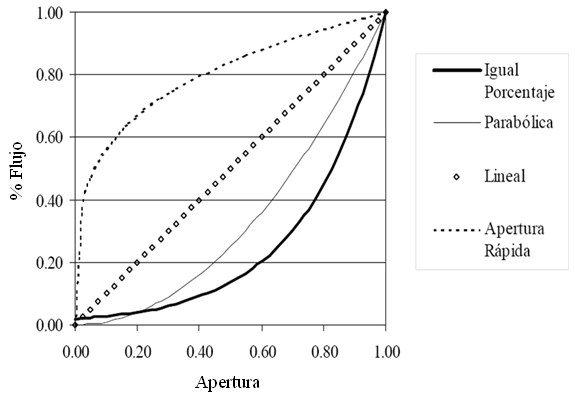 1.00
0.80
0.60
0.40
0.20
0.00
% Flujo
0.00 0.20 0.40 0.60 0.80 1.00
Apertura
Igual
Porcentaje
Parabólica
Lineal
Apertura
Rápida